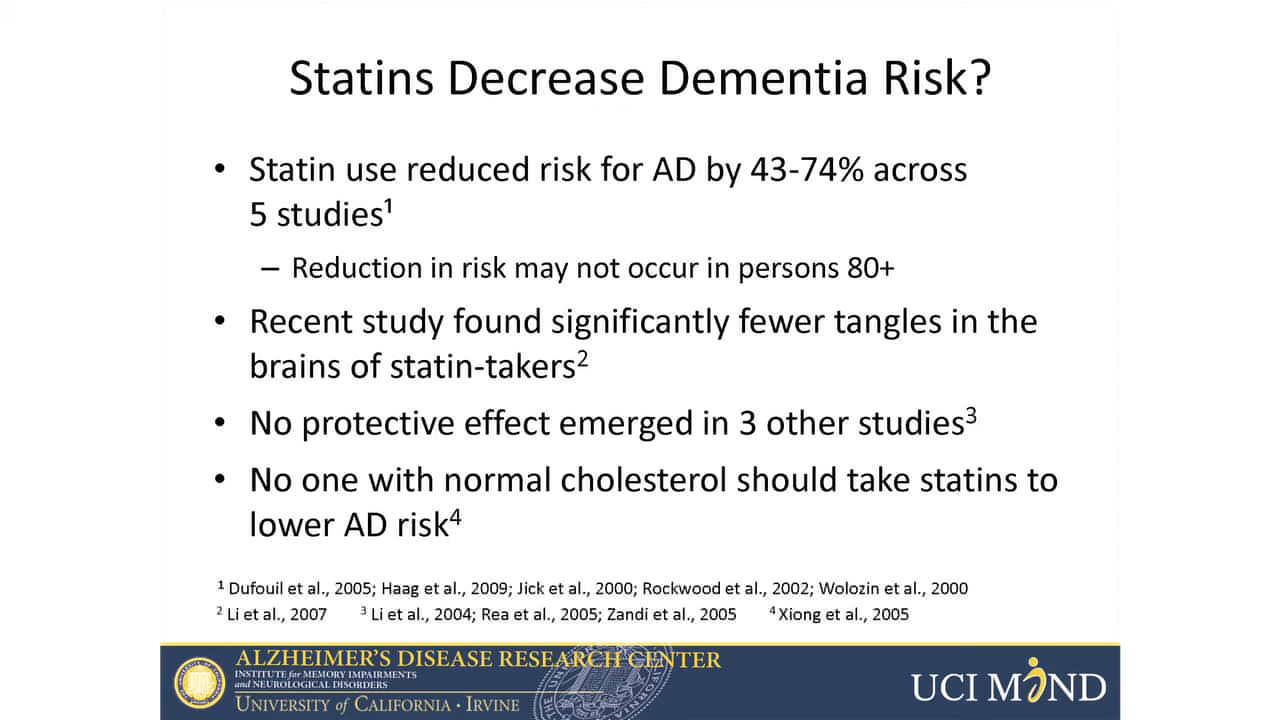 Statins Decrease Dementia Risk?
• Statin use reduced risk for AD by 43-74% across
5 studies¹
– Reduction in risk may not occur in persons 80+
• Recent study found significantly fewer tangles in the
brains of statin-takers²
• No protective effect emerged in 3 other studies³
• No one with normal cholesterol should take statins to
lower AD risk⁴
¹ Dufouil et al., 2005; Haag et al., 2009; Jick et al., 2000; Rockwood et al., 2002; Wolozin et al., 2000
² Li et al., 2007 ³ Li et al., 2004; Rea et al., 2005; Zandi et al., 2005 ⁴ Xiong et al., 2005
ALZHEIMER'S DISEASE RESEARCH CENTER
INSTITUTE for MEMORY IMPAIRMENTS
and NEUROLOGICAL DISORDERS
UNIVERSITY of CALIFORNIA • IRVINE
UCI MIND